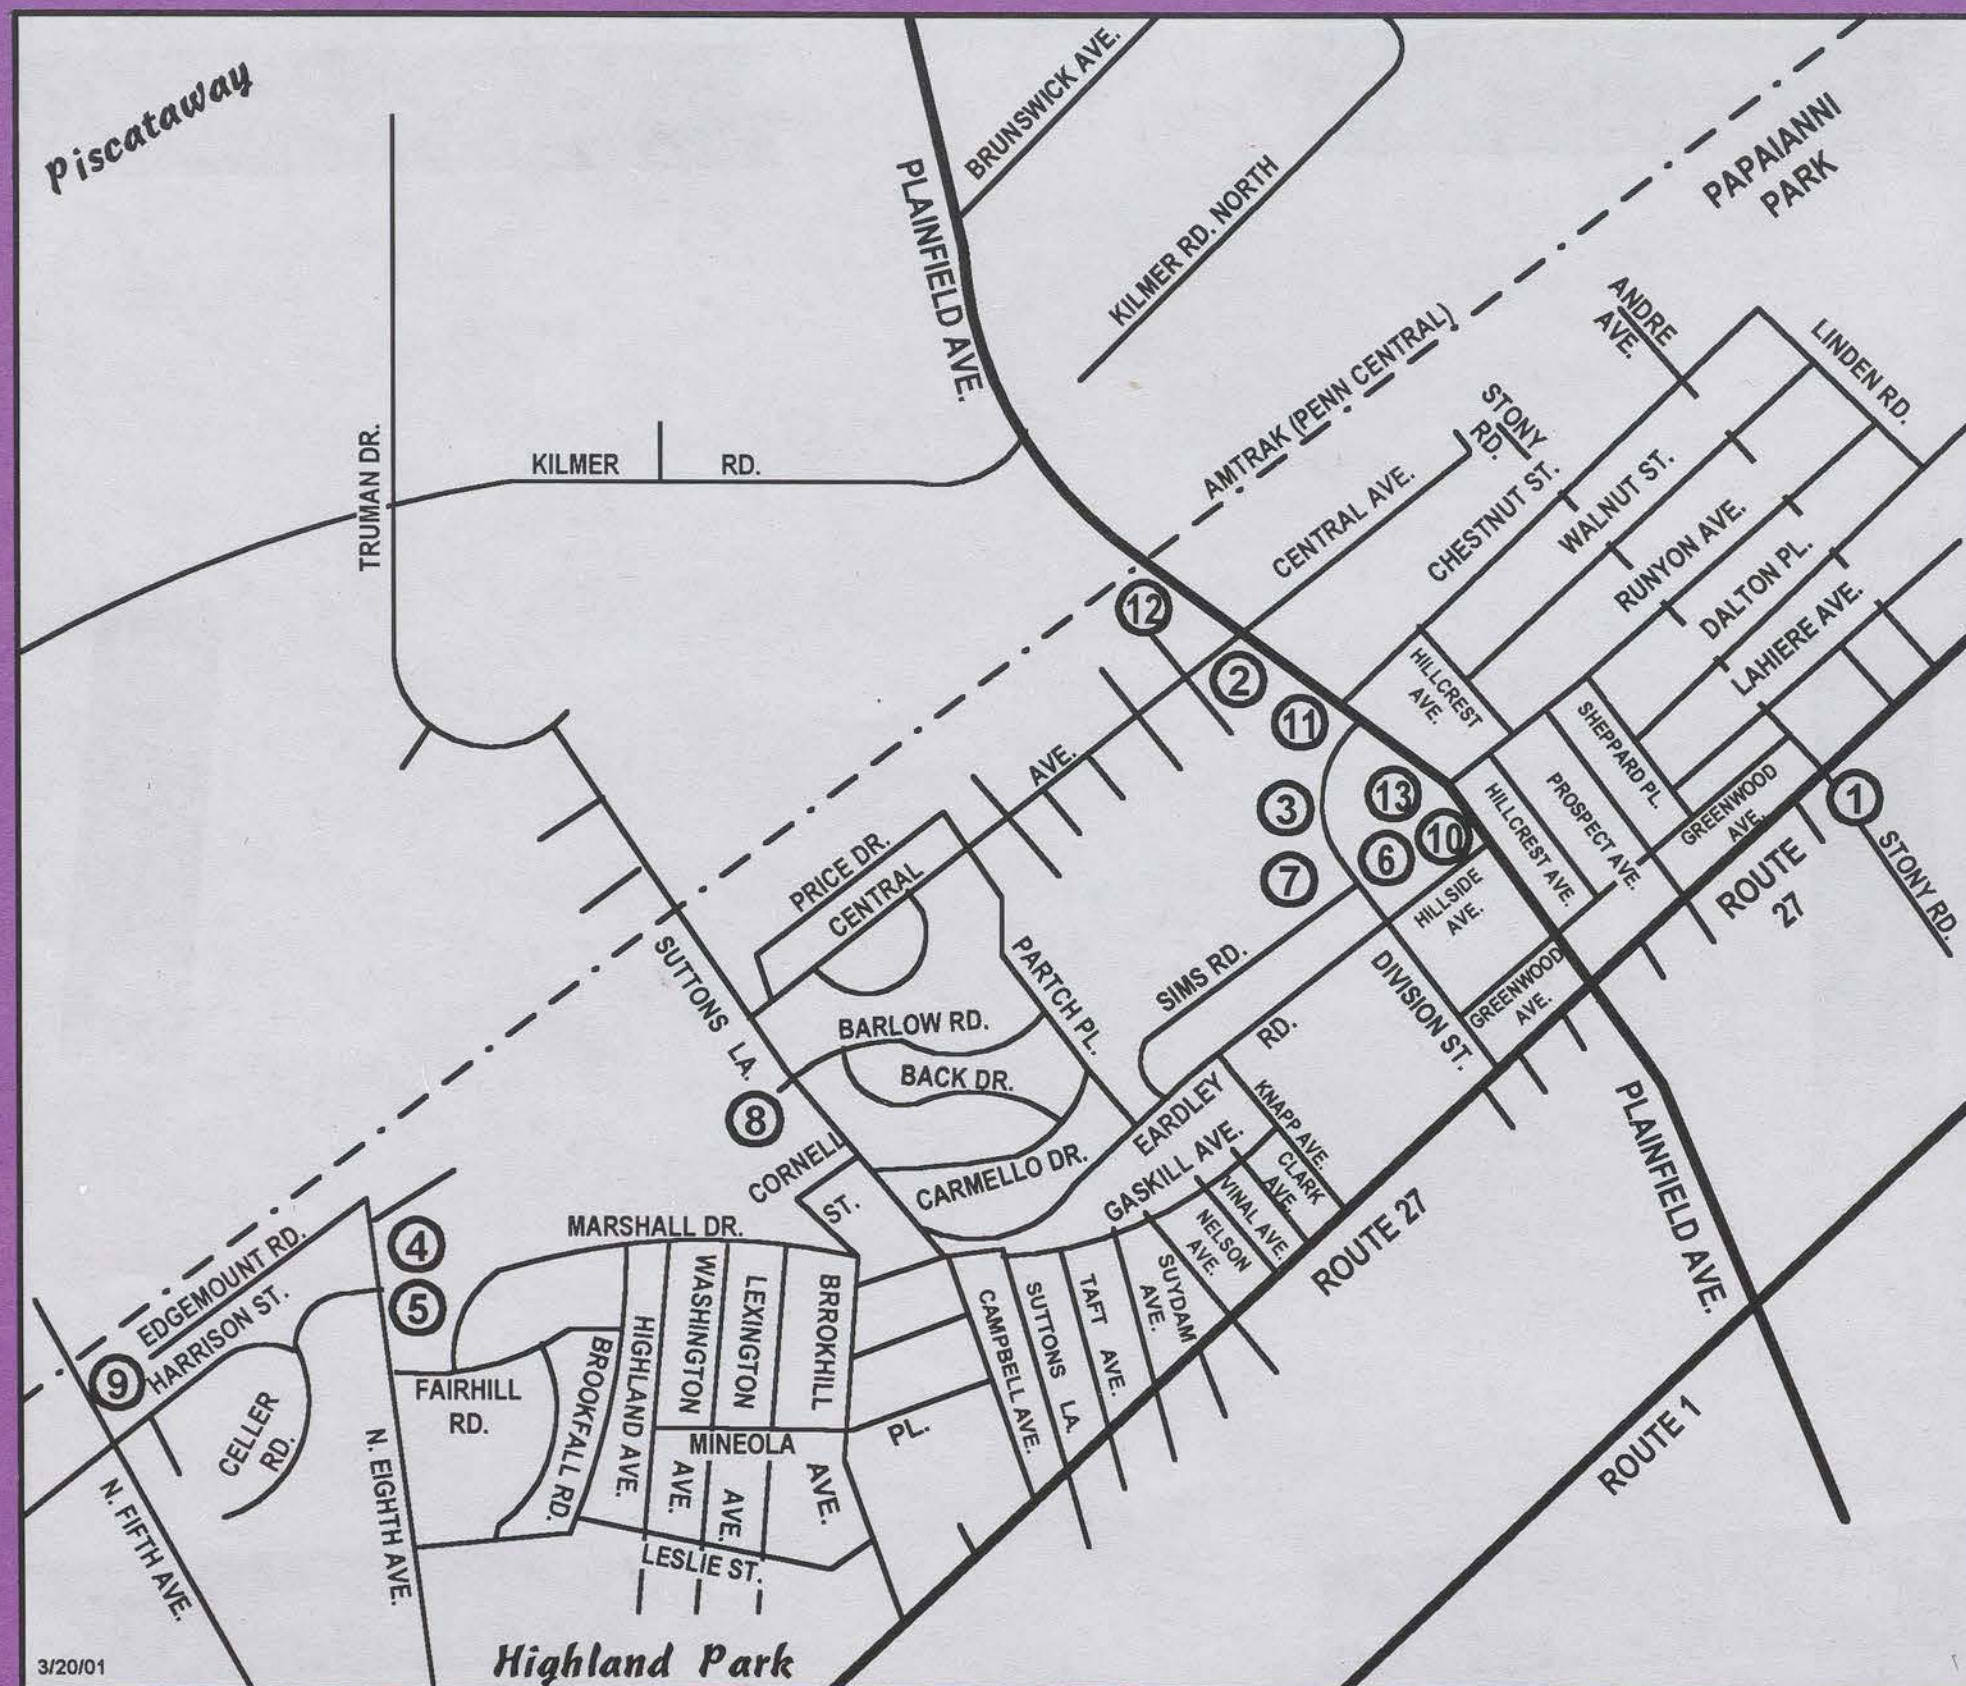 Piscataway
BRUNSWICK AVE.
PLAINFIELD AVE.
KILMER RD. NORTH
PAPAIANNI
PARK
AMTRAK (PENN CENTRAL)
ANDRE
AVE.
LINDEN RD.
TRUMAN DR.
KILMER RD.
STONY
RD.
CENTRAL AVE.
CHESTNUT ST.
WALNUT ST.
RUNYON AVE.
DALTON PL.
LAHIERE AVE.
12
2
11
HILLCREST
AVE.
SHEPPARD PL.
3
13
10
6
7
HILLCREST AVE.
PROSPECT AVE.
GREENWOOD
AVE.
1
STONY RD.
ROUTE
27
PRICE DR.
CENTRAL AVE.
HILLSIDE
AVE.
SUTTONS LA.
PARTCH PL.
SIMS RD.
DIVISION ST.
GREENWOOD
AVE.
BARLOW RD.
BACK DR.
8
EARDLEY RD.
KNAPP AVE.
CORNELL
ST.
CARMELLO DR.
GASKILL AVE.
CLARK
AVE.
VINAL AVE.
NELSON
AVE.
SUYDAM
AVE.
ROUTE 27
PLAINFIELD AVE.
MARSHALL DR.
4
5
EDGEMOUNT RD.
HARRISON ST.
9
CELLER
RD.
FAIRHILL
RD.
BROOKFALL RD.
HIGHLAND AVE.
WASHINGTON AVE.
LEXINGTON AVE.
BRROKHILL AVE.
MINEOLA PL.
CAMPBELL AVE.
SUTTONS LA.
TAFT AVE.
ROUTE 1
N. FIFTH AVE.
N. EIGHTH AVE.
LESLIE ST.
Highland Park
3/20/01